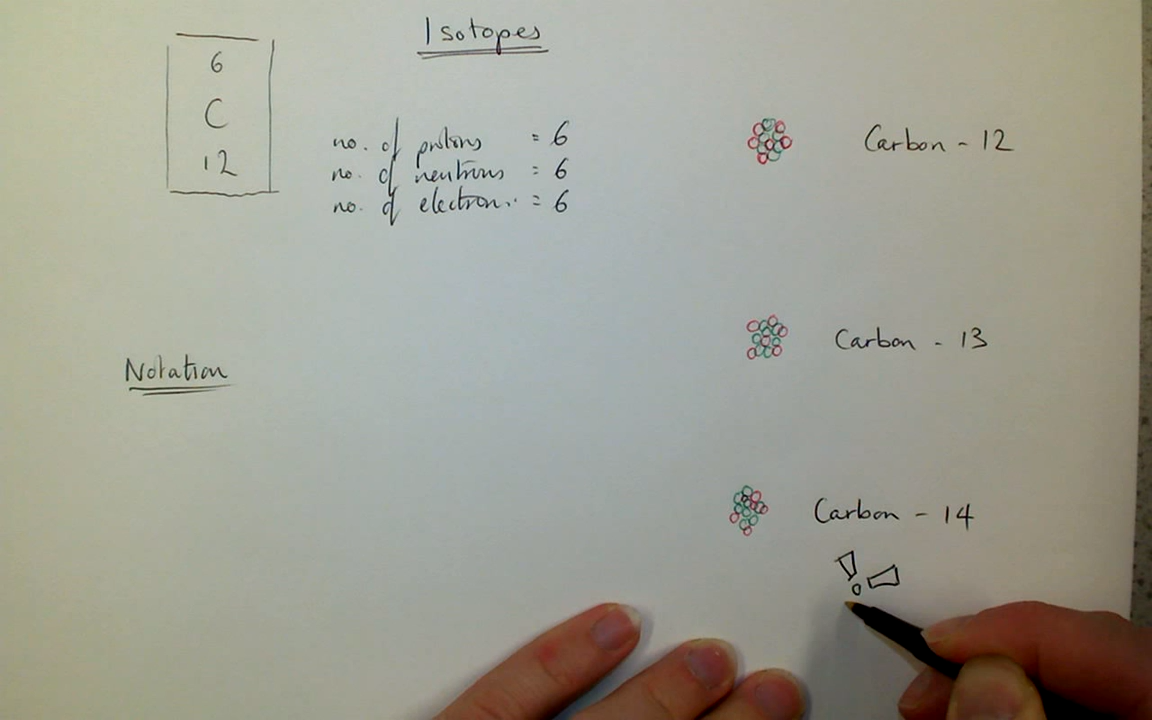 Isotopes
6
C
12
no. of protons = 6
no. of neutrons = 6
no. of electrons = 6
Carbon - 12
Carbon - 13
Notation
Carbon - 14